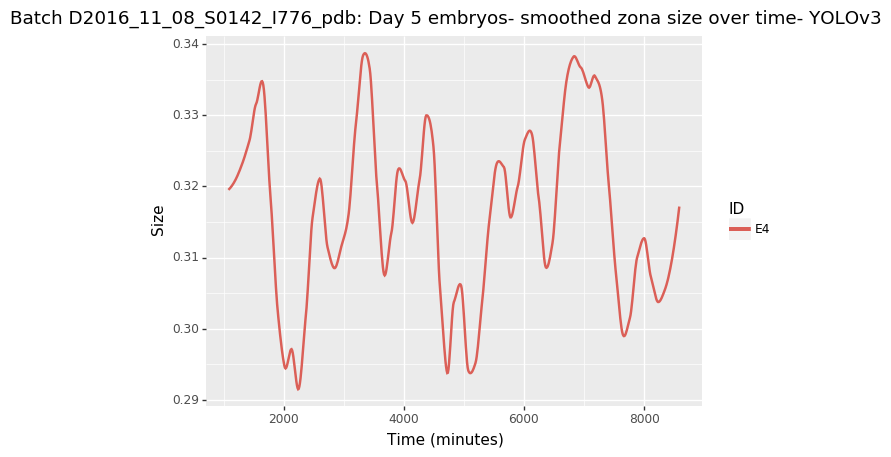 Batch D2016_11_08_S0142_I776_pdb: Day 5 embryos- smoothed zona size over time- YOLOv3
0.34
0.33
0.32
0.31
0.30
0.29
Size
2000 4000 6000 8000
Time (minutes)
ID
E4